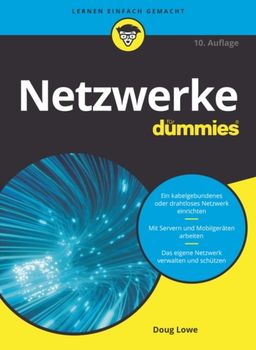 LERNEN EINFACH GEMACHT
10. Auflage
Netzwerke
für
dummies®
Ein kabelgebundenes
oder drahtloses Netzwerk
einrichten
Mit Servern und Mobilgeräten
arbeiten
Das eigene Netzwerk
verwalten und schützen
Doug Lowe